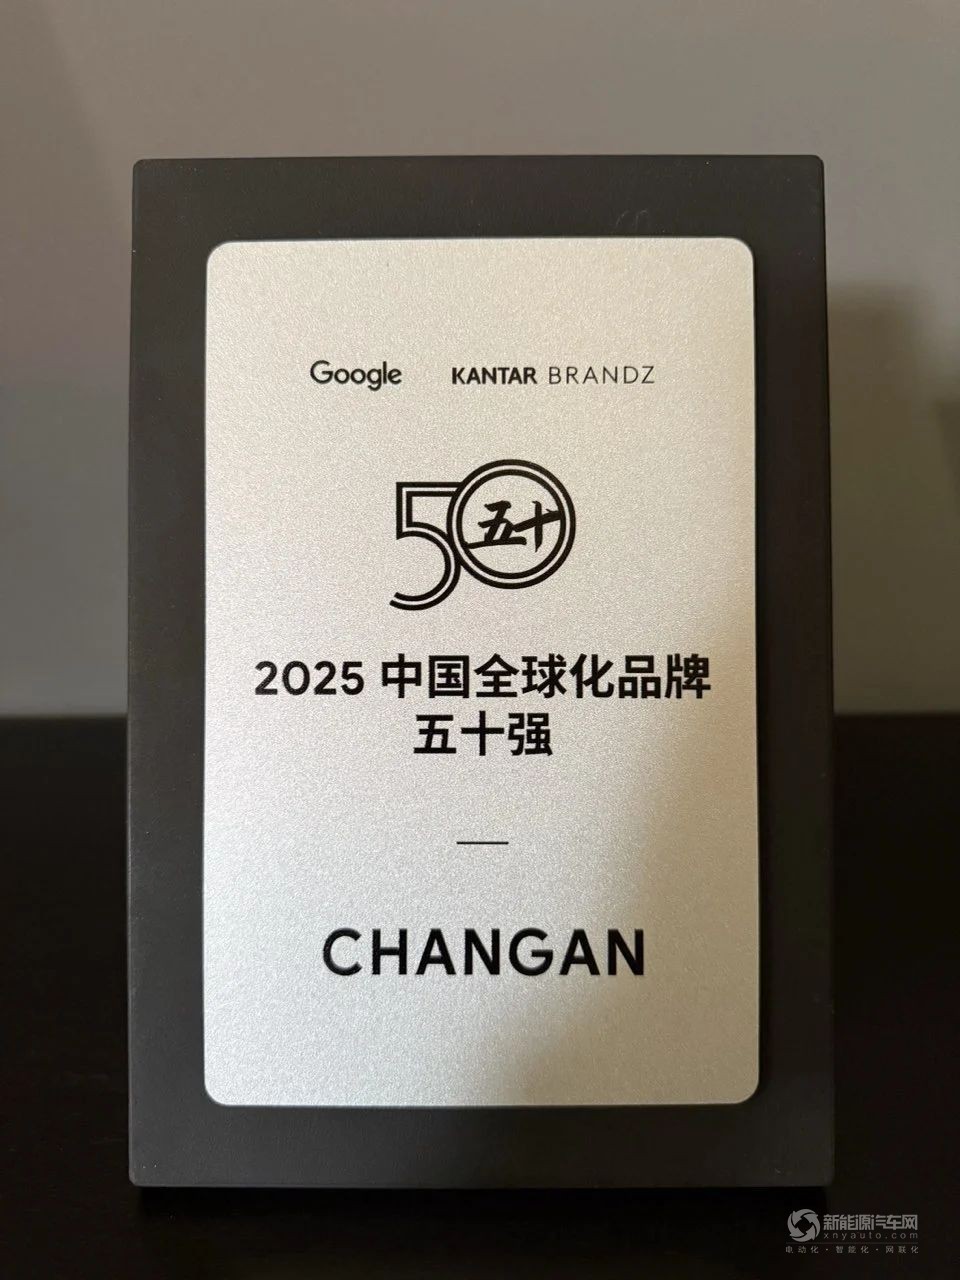 Google KANTAR BRANDZ
50 五十
2025 中国全球化品牌
五十强
CHANGAN
新能源汽车网
xnyauto.com
电动化·智能化·网联化